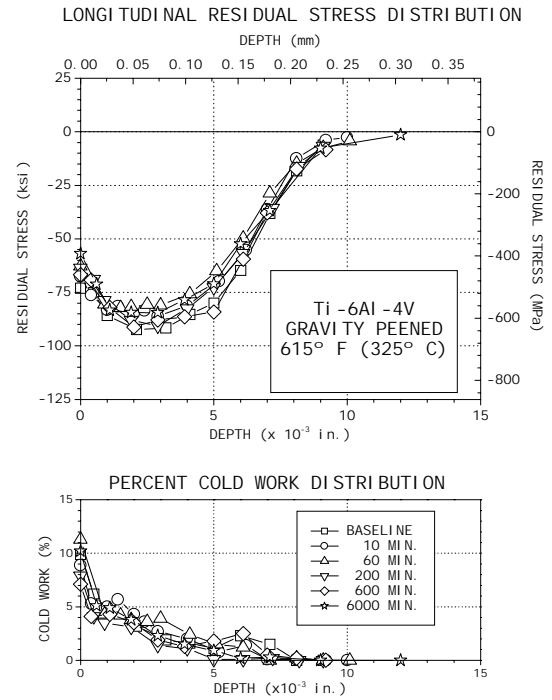 LONGITUDINAL RESIDUAL STRESS DISTRIBUTION
DEPTH (mm)
0.00 0.05 0.10 0.15 0.20 0.25 0.30 0.35
25
0
-25
-50
-75
-100
-125
RESIDUAL STRESS (ksi)
0
-200
-400
-600
-800
RESIDUAL STRESS (MPa)
Ti-6Al-4V
GRAVITY PEENED
615° F (325° C)
0 5 10 15
DEPTH (x 10⁻³ in.)
PERCENT COLD WORK DISTRIBUTION
15
10
5
0
COLD WORK (%)
BASELINE
10 MIN.
60 MIN.
200 MIN.
600 MIN.
6000 MIN.
0 5 10 15
DEPTH (x10⁻³ in.)